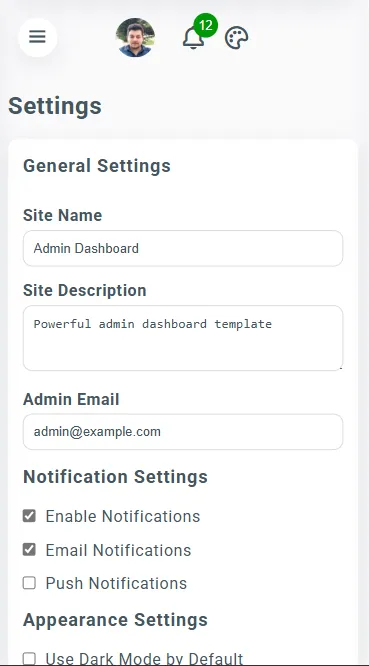 12
Settings
General Settings
Site Name
Admin Dashboard
Site Description
Powerful admin dashboard template
Admin Email
admin@example.com
Notification Settings
Enable Notifications
Email Notifications
Push Notifications
Appearance Settings
Use Dark Mode by Default